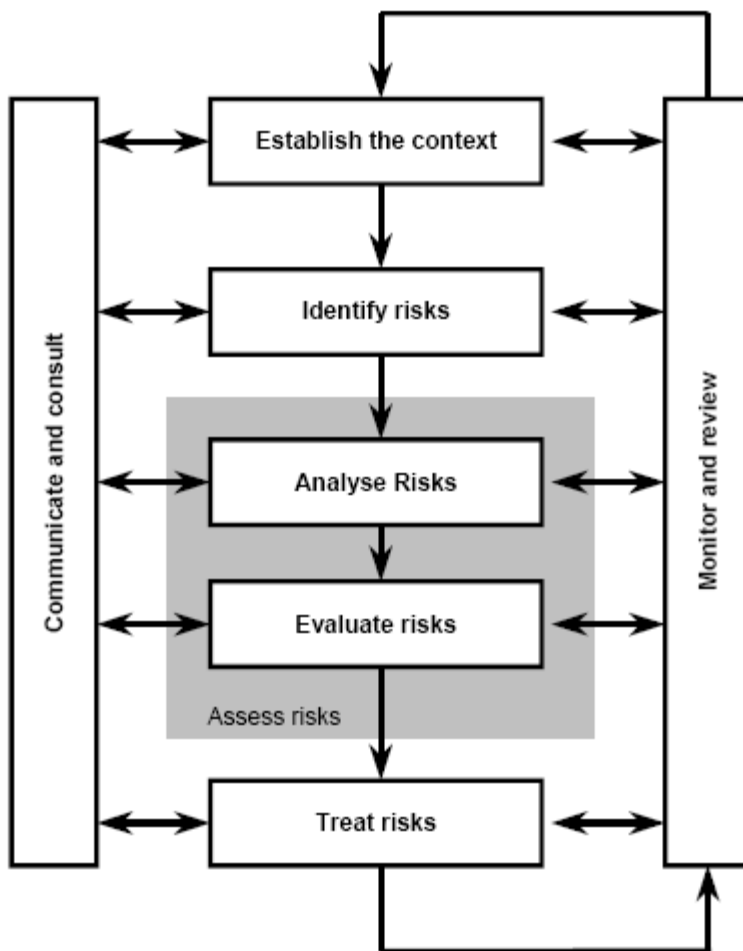 Establish the context
Identify risks
Communicate and consult
Analyse Risks
Monitor and review
Evaluate risks
Assess risks
Treat risks